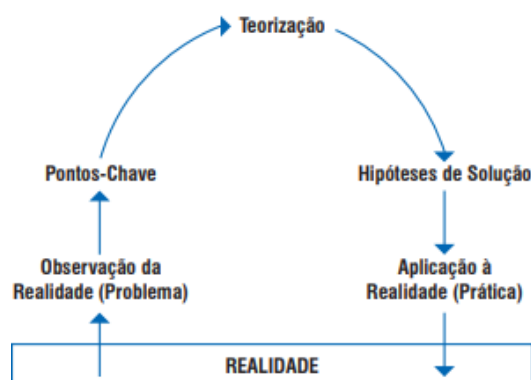 Teorização
Pontos-Chave
Hipóteses de Solução
Observação da
Realidade (Problema)
Aplicação à
Realidade (Prática)
REALIDADE